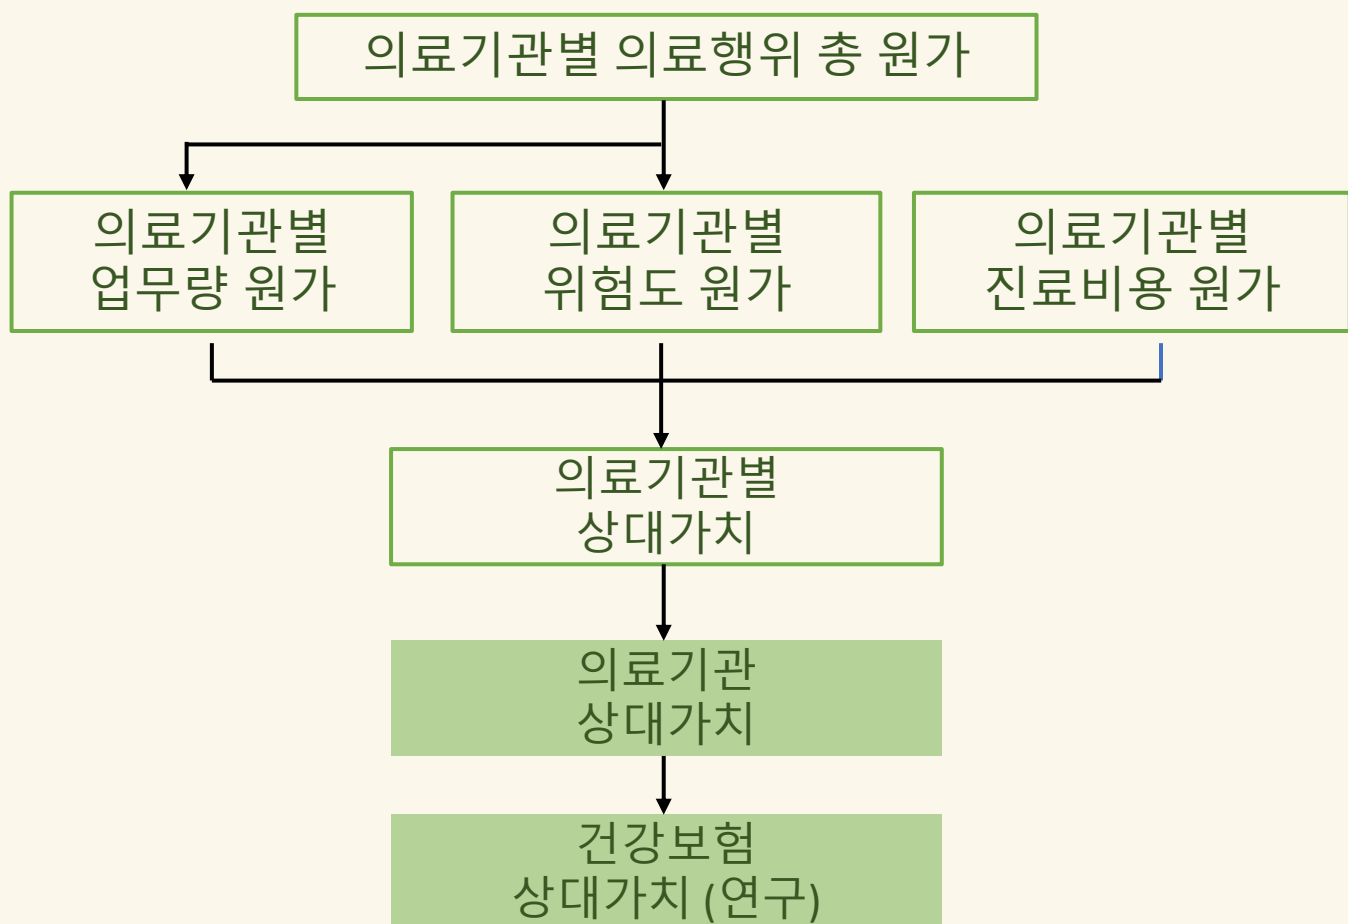 의료기관별 의료행위 총 원가
의료기관별
업무량 원가
의료기관별
위험도 원가
의료기관별
진료비용 원가
의료기관별
상대가치
의료기관
상대가치
건강보험
상대가치 (연구)